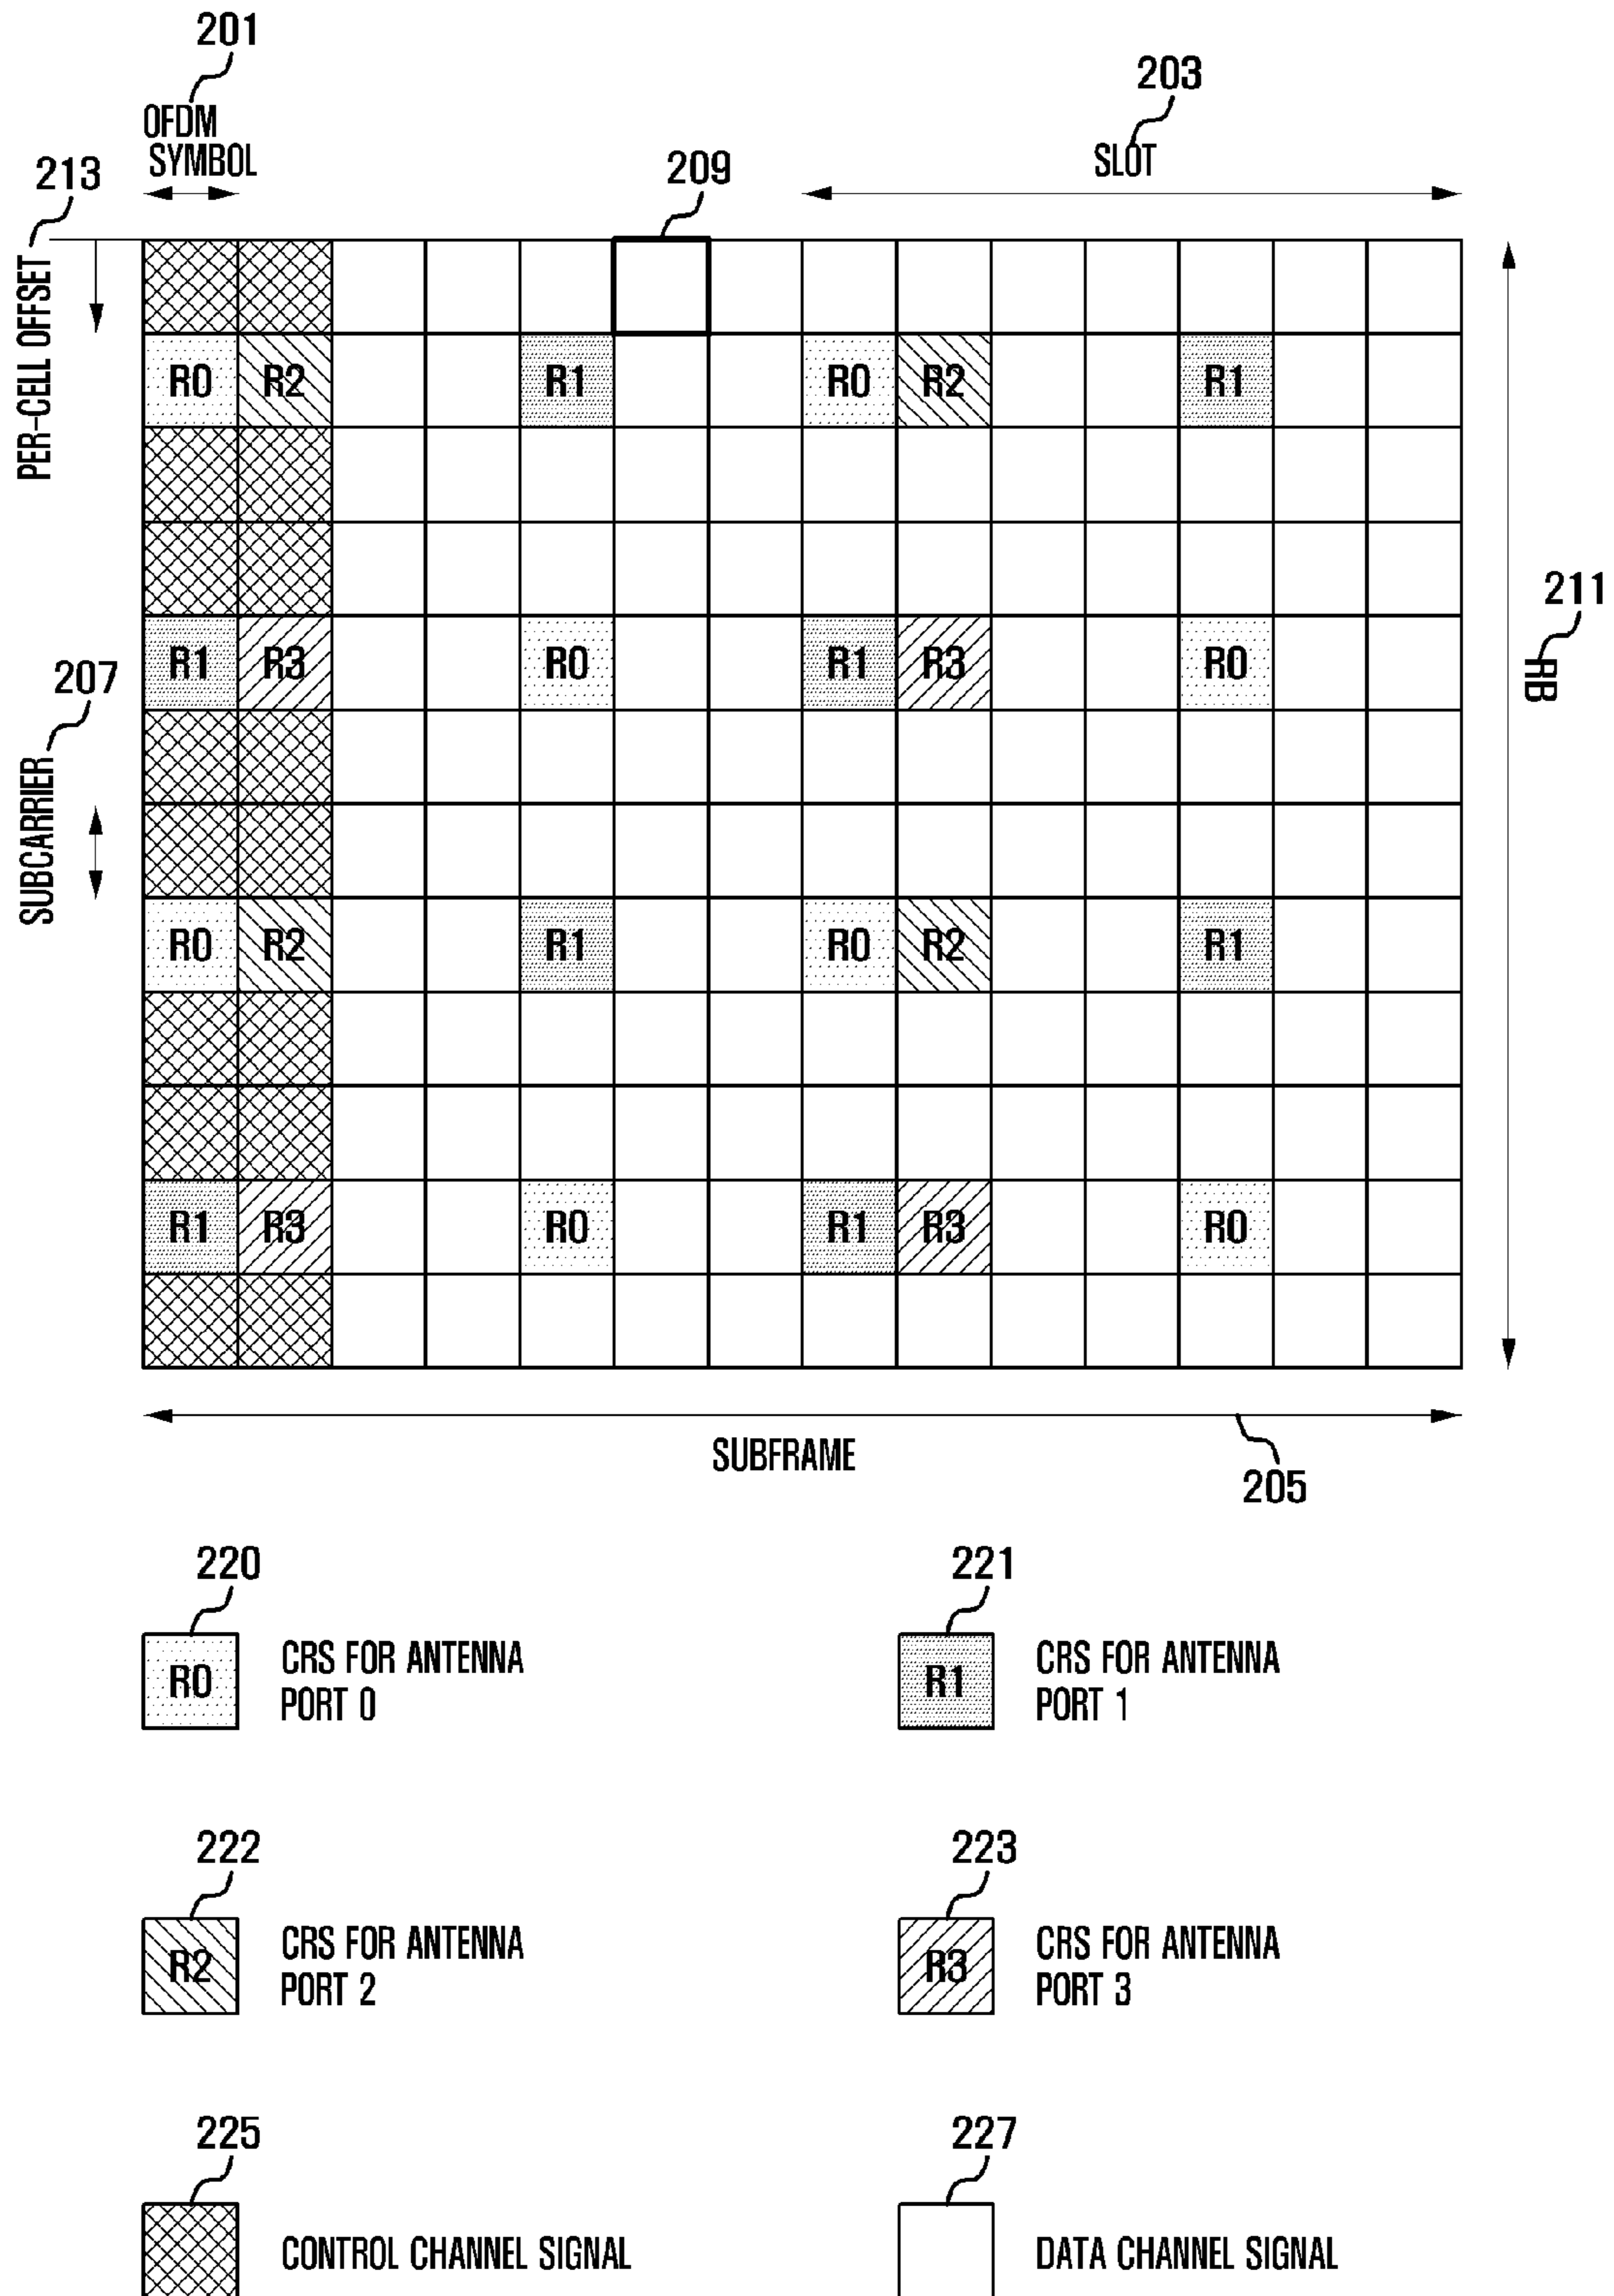 201
OFDM
SYMBOL
203
SLOT
213
209
PER-CELL OFFSET
R0 R2 R1 R0 R2 R1
211
RB
R1 R3 R0 R1 R3 R0
207
SUBCARRIER
R0 R2 R1 R0 R2 R1
R1 R3 R0 R1 R3 R0
SUBFRAME
205
220
R0
CRS FOR ANTENNA
PORT 0
221
R1
CRS FOR ANTENNA
PORT 1
222
R2
CRS FOR ANTENNA
PORT 2
223
R3
CRS FOR ANTENNA
PORT 3
225
CONTROL CHANNEL SIGNAL
227
DATA CHANNEL SIGNAL